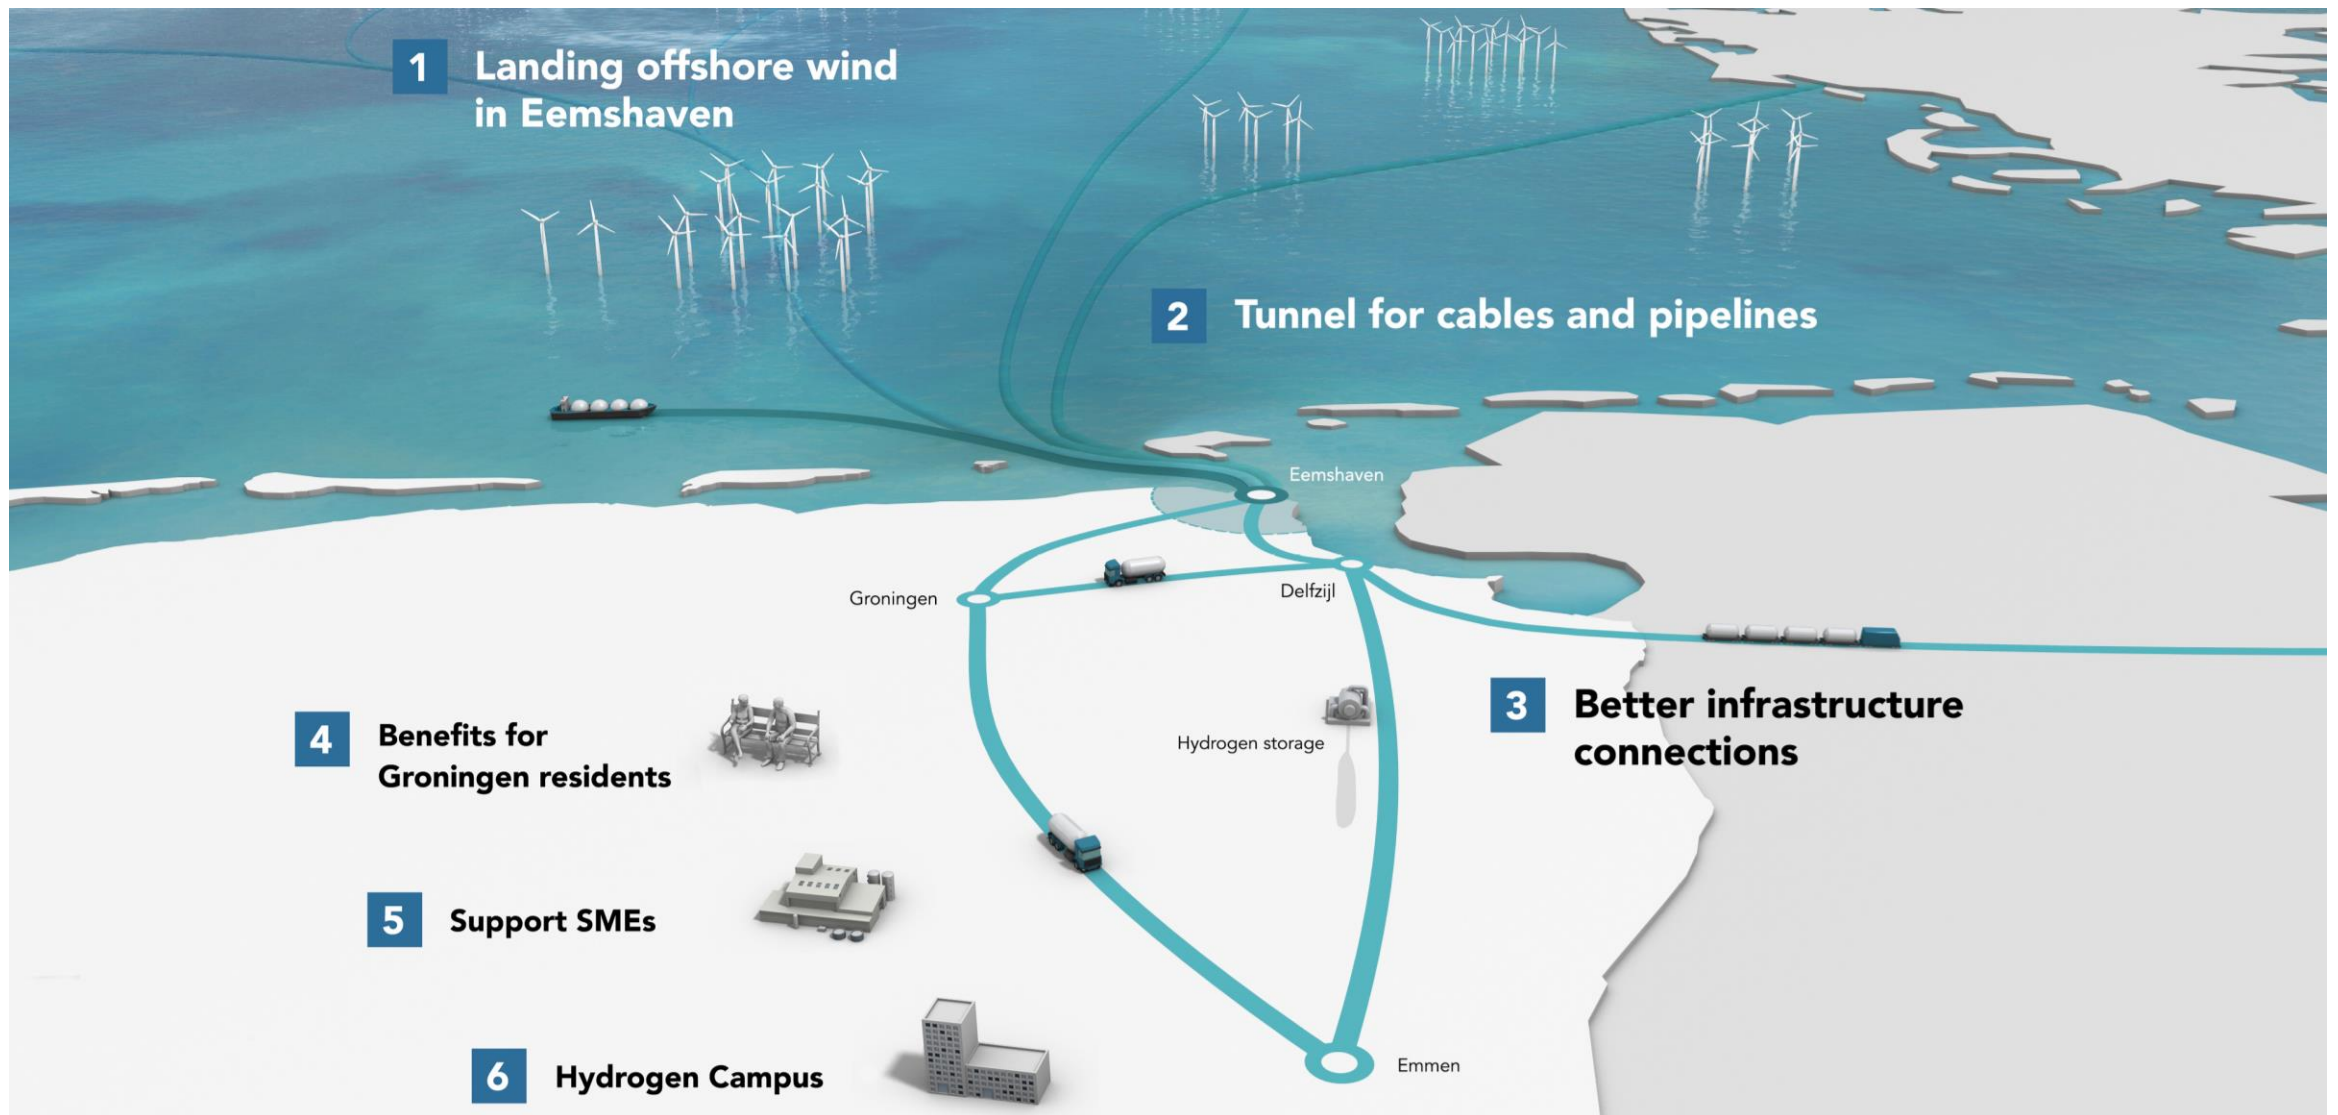 1
Landing offshore wind
in Eemshaven
2
Tunnel for cables and pipelines
Eemshaven
Groningen
Delfzijl
3
Better infrastructure
connections
Hydrogen storage
4
Benefits for
Groningen residents
5
Support SMEs
6
Hydrogen Campus
Emmen